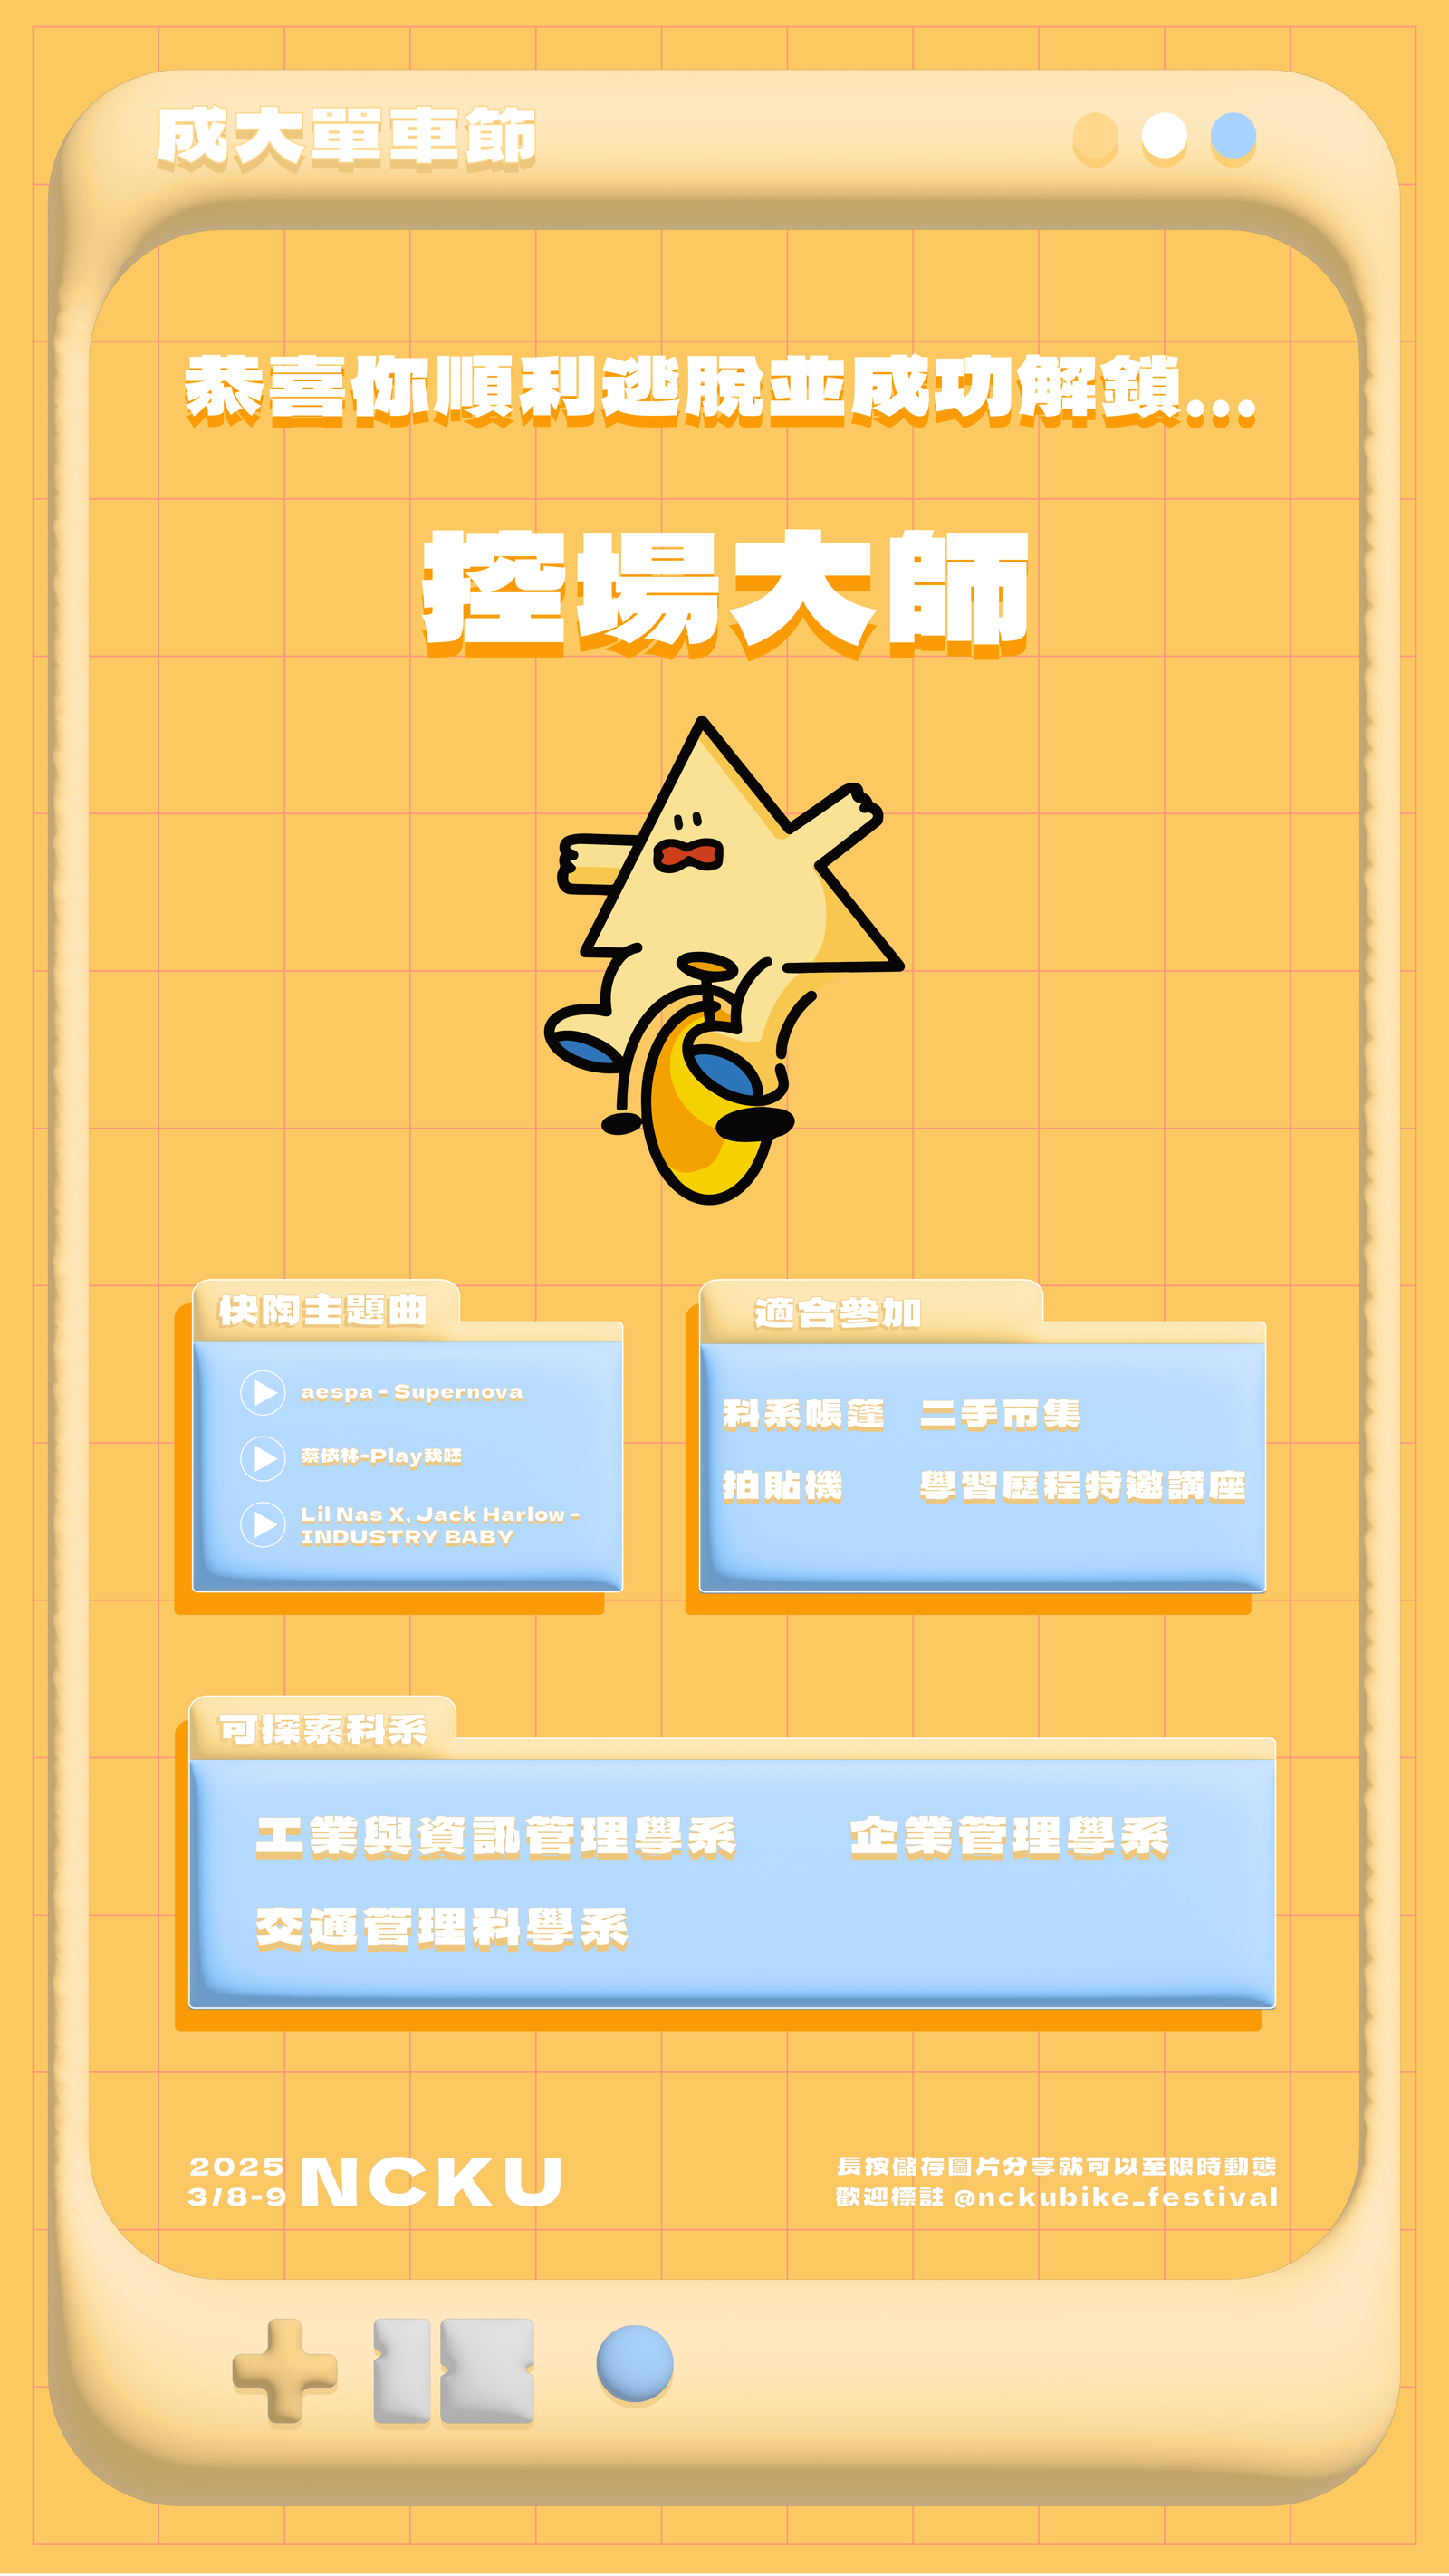 成大單車節
恭喜你順利逃脫並成功解鎖...
控場大師
快陶主題曲
aespa - Supernova
蔡依林-Play我呸
Lil Nas X, Jack Harlow -
INDUSTRY BABY
適合參加
科系帳篷 二手市集
拍貼機 學習歷程特邀講座
可探索科系
工業與資訊管理學系 企業管理學系
交通管理科學系
2025
3/8-9 NCKU
長按儲存圖片分享就可以至限時動態
歡迎標註 @nckubike_festival